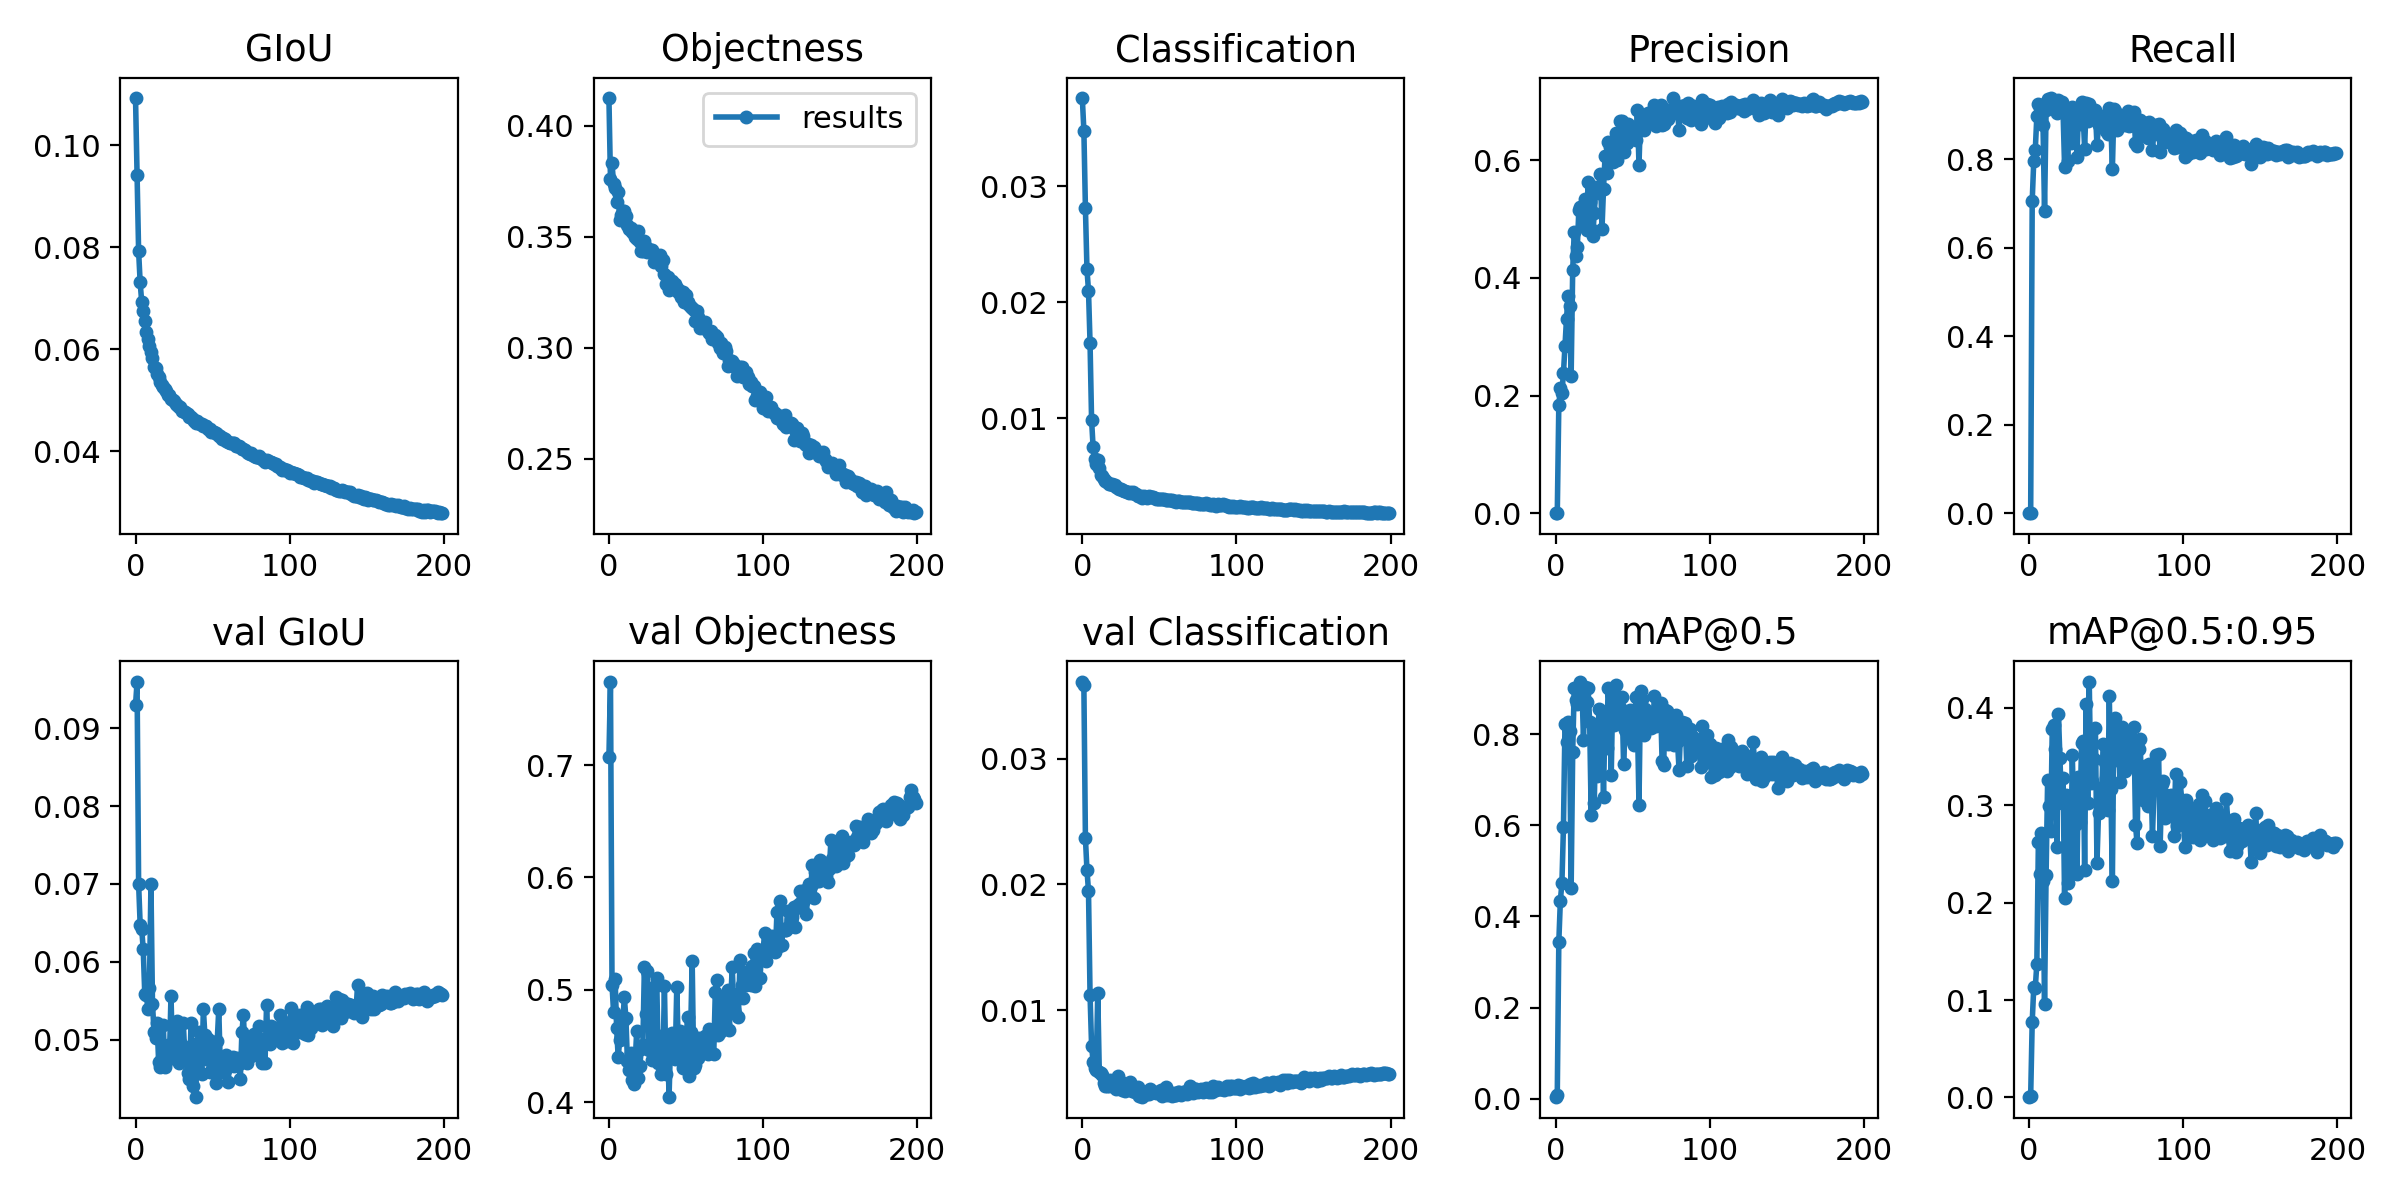 GIoU
Objectness
Classification
Precision
Recall
0.10
0.08
0.06
0.04
0 100 200
results
0.40
0.35
0.30
0.25
0 100 200
0.03
0.02
0.01
0 100 200
0.6
0.4
0.2
0.0
0 100 200
0.8
0.6
0.4
0.2
0.0
0 100 200
val GIoU
val Objectness
val Classification
mAP@0.5
mAP@0.5:0.95
0.09
0.08
0.07
0.06
0.05
0 100 200
0.7
0.6
0.5
0.4
0 100 200
0.03
0.02
0.01
0 100 200
0.8
0.6
0.4
0.2
0.0
0 100 200
0.4
0.3
0.2
0.1
0.0
0 100 200